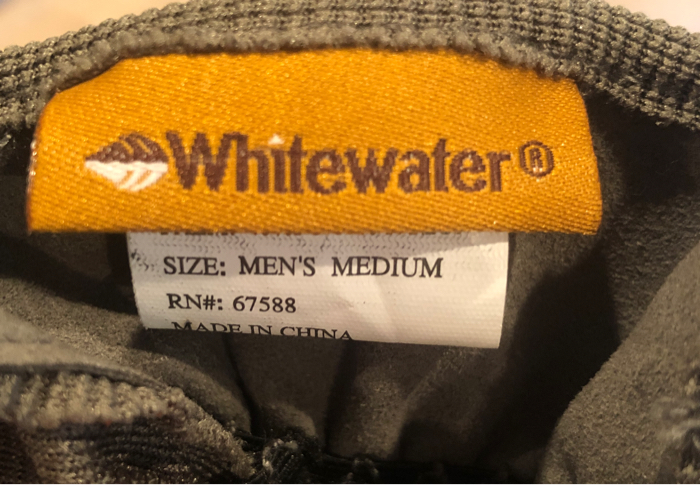 Whitewater®
SIZE: MEN'S MEDIUM
RN#: 67588
MADE IN CHINA